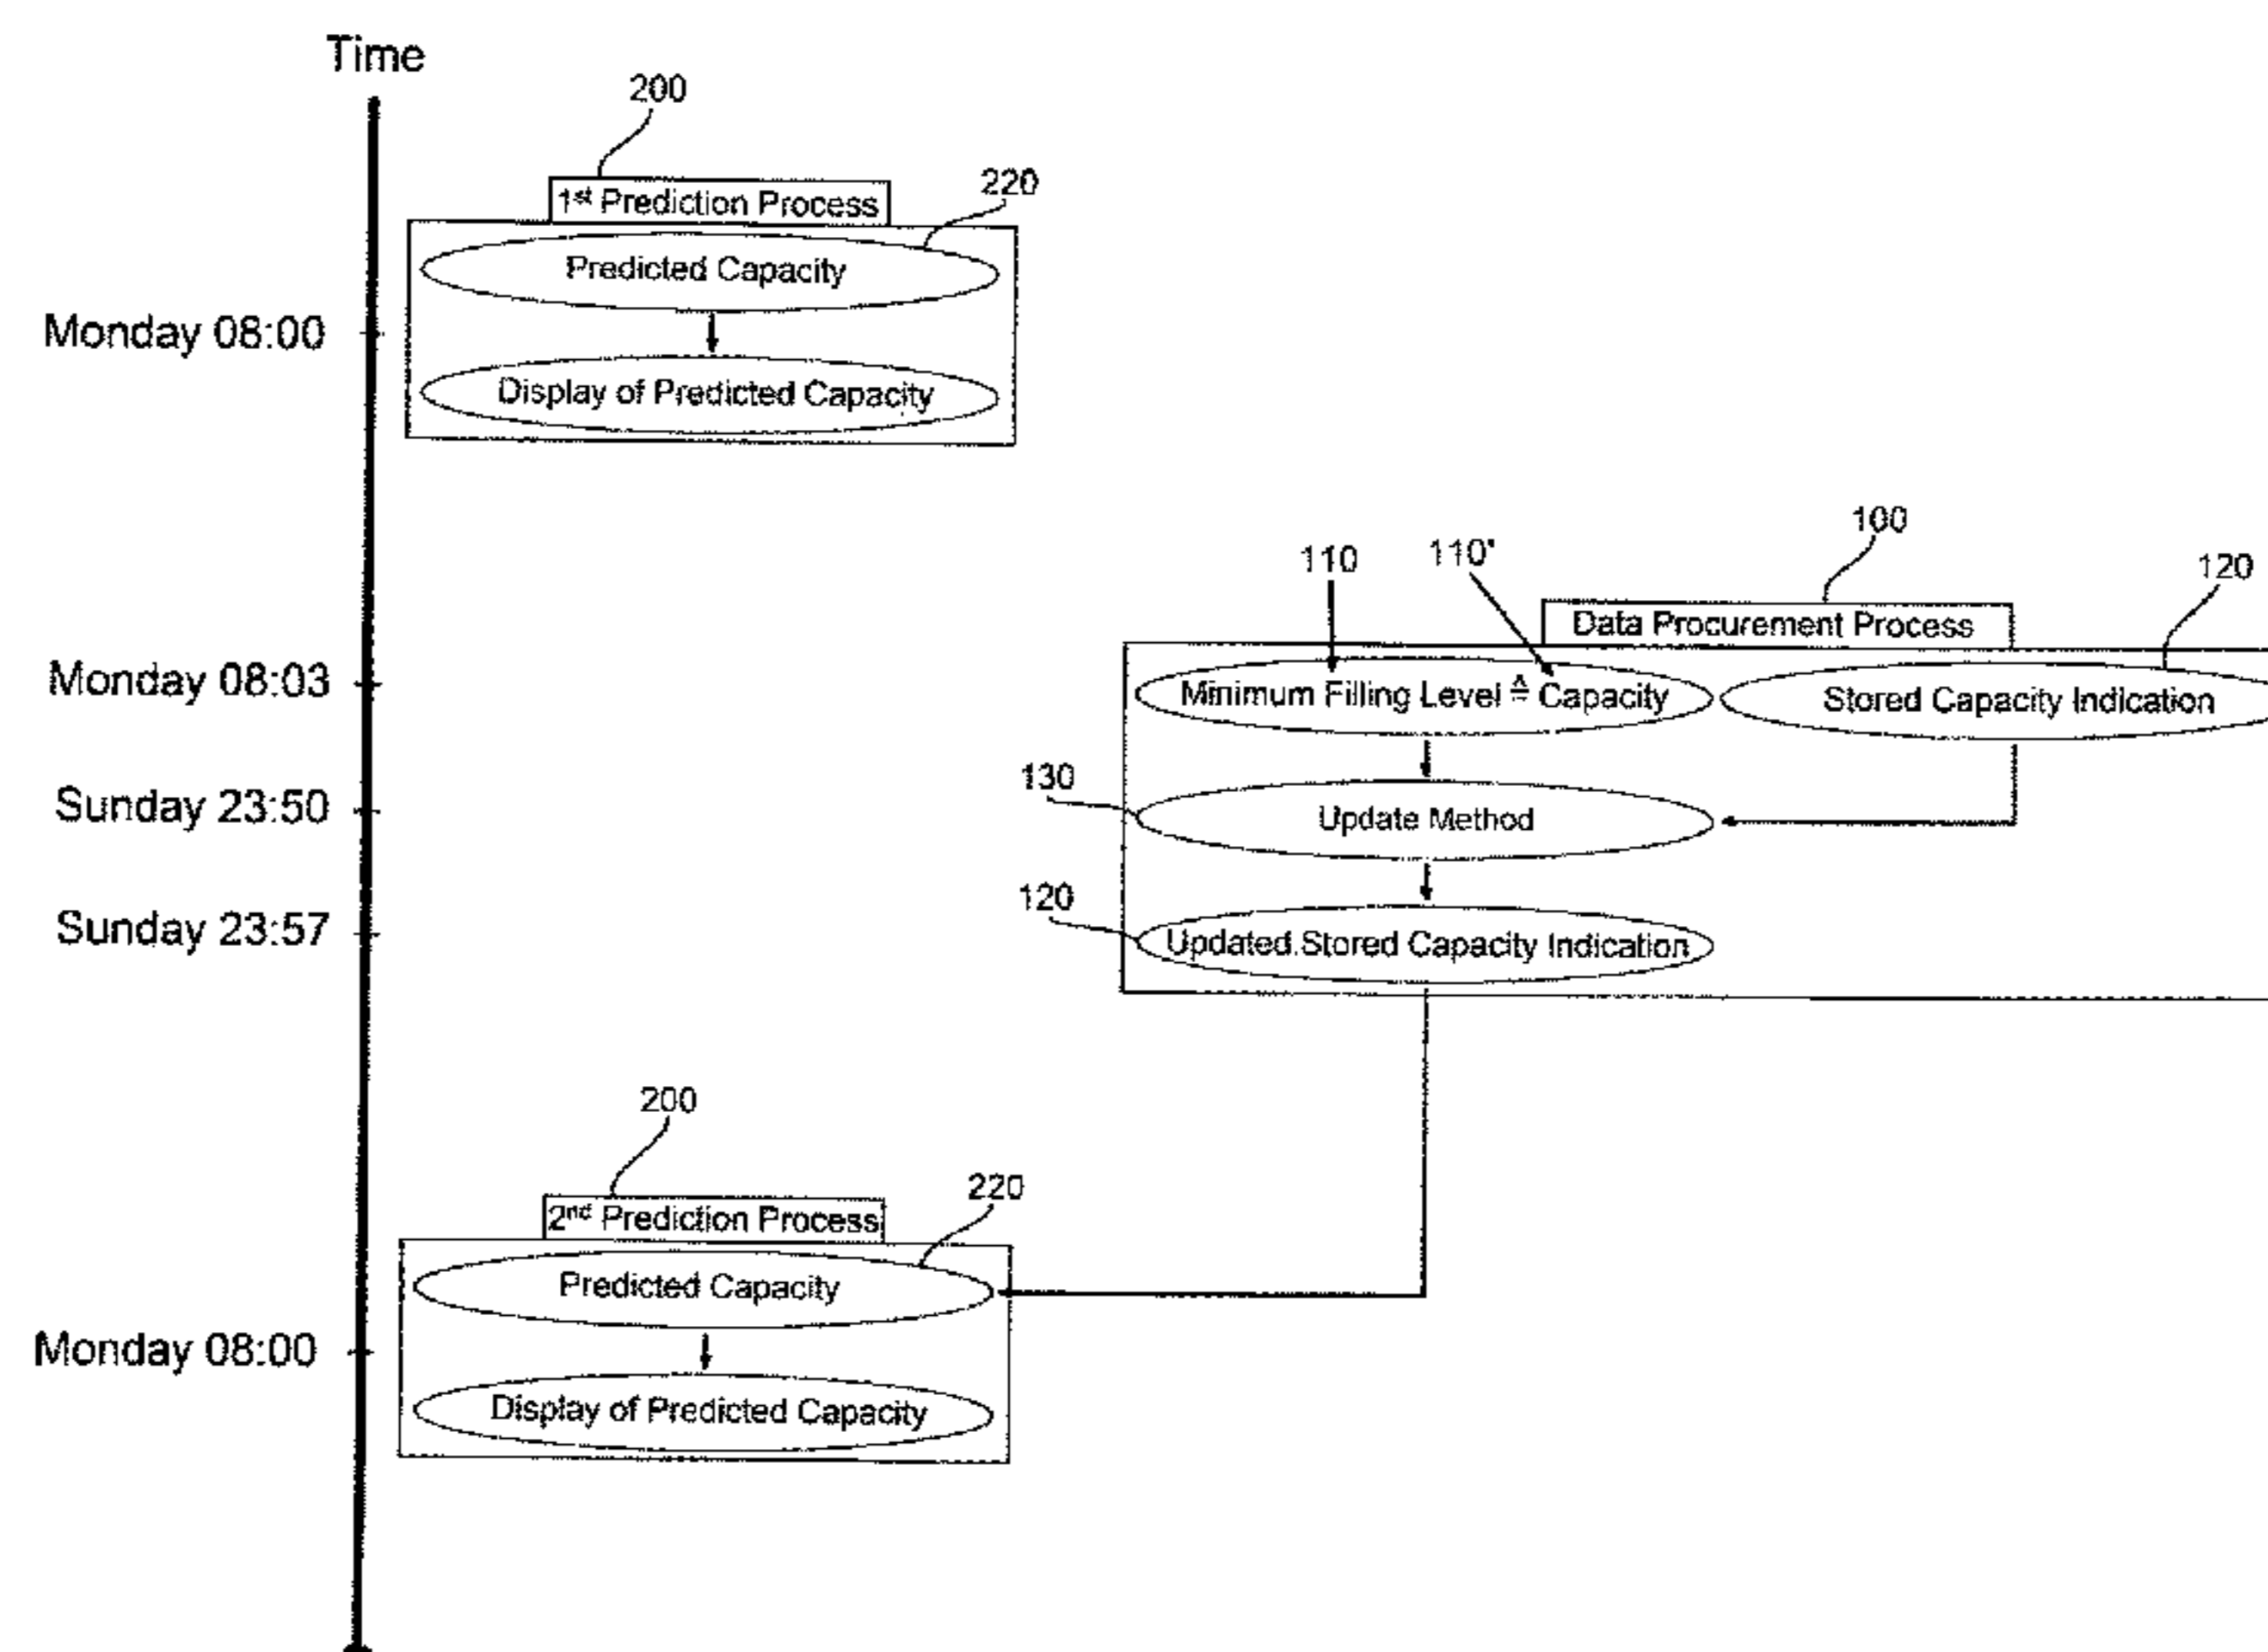 Time
200
1st Prediction Process
220
Predicted Capacity
Monday 08:00
Display of Predicted Capacity
100
110
110'
120
Data Procurement Process
Monday 08:03
Minimum Filling Level ≙ Capacity
Stored Capacity Indication
130
Sunday 23:50
Update Method
120
Sunday 23:57
Updated Stored Capacity Indication
200
220
2nd Prediction Process
Predicted Capacity
Monday 08:00
Display of Predicted Capacity